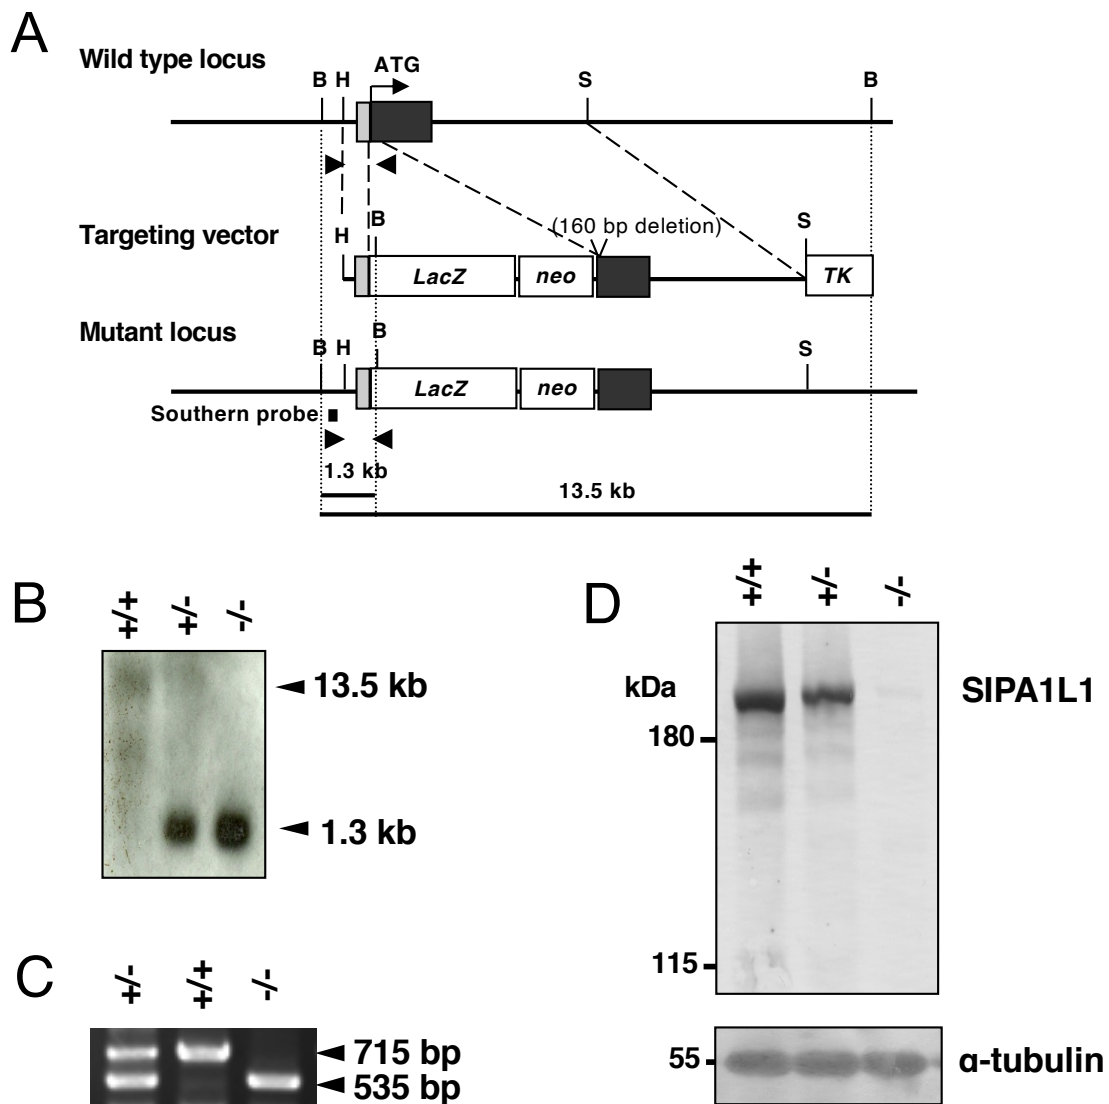 A
Wild type locus
B H ATG S B
Targeting vector
H B (160 bp deletion) S
LacZ neo TK
Mutant locus
B H B S
LacZ neo
Southern probe
1.3 kb
13.5 kb
B
+/+ +/- -/-
13.5 kb
1.3 kb
C
+/- +/+ -/-
715 bp
535 bp
D
+/+ +/- -/-
kDa
SIPA1L1
180
115
55
α-tubulin